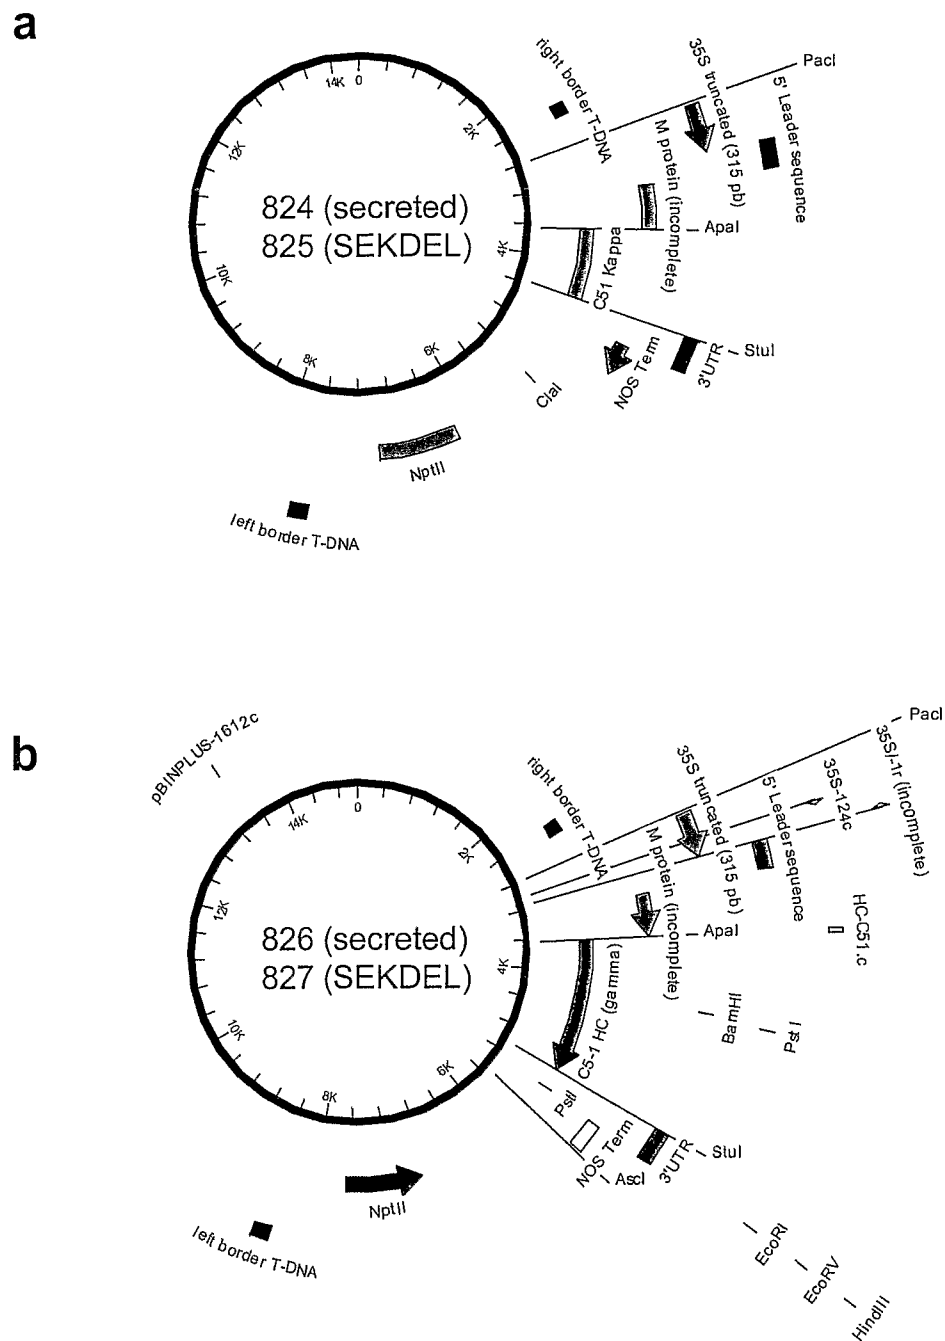 a
right border T-DNA
35S truncated (315 pb)
PacI
5' Leader sequence
M protein (incomplete)
ApaI
C51 Kappa
StuI
3'UTR
NOS Term
ClaI
NptII
left border T-DNA
0
2K
4K
6K
8K
10K
12K
14K
824 (secreted)
825 (SEKDEL)
b
pBINPLUS-1612c
right border T-DNA
35S truncated (315 pb)
PacI
35S/-1r (incomplete)
35S-124c
5' Leader sequence
M protein (incomplete)
HC-C51.c
ApaI
C5-1 HC (gamma)
BamHI
Pst I
PstI
NOS Term
3'UTR
StuI
AscI
EcoRI
EcoRV
HindIII
NptII
left border T-DNA
0
2K
4K
6K
8K
10K
12K
14K
826 (secreted)
827 (SEKDEL)